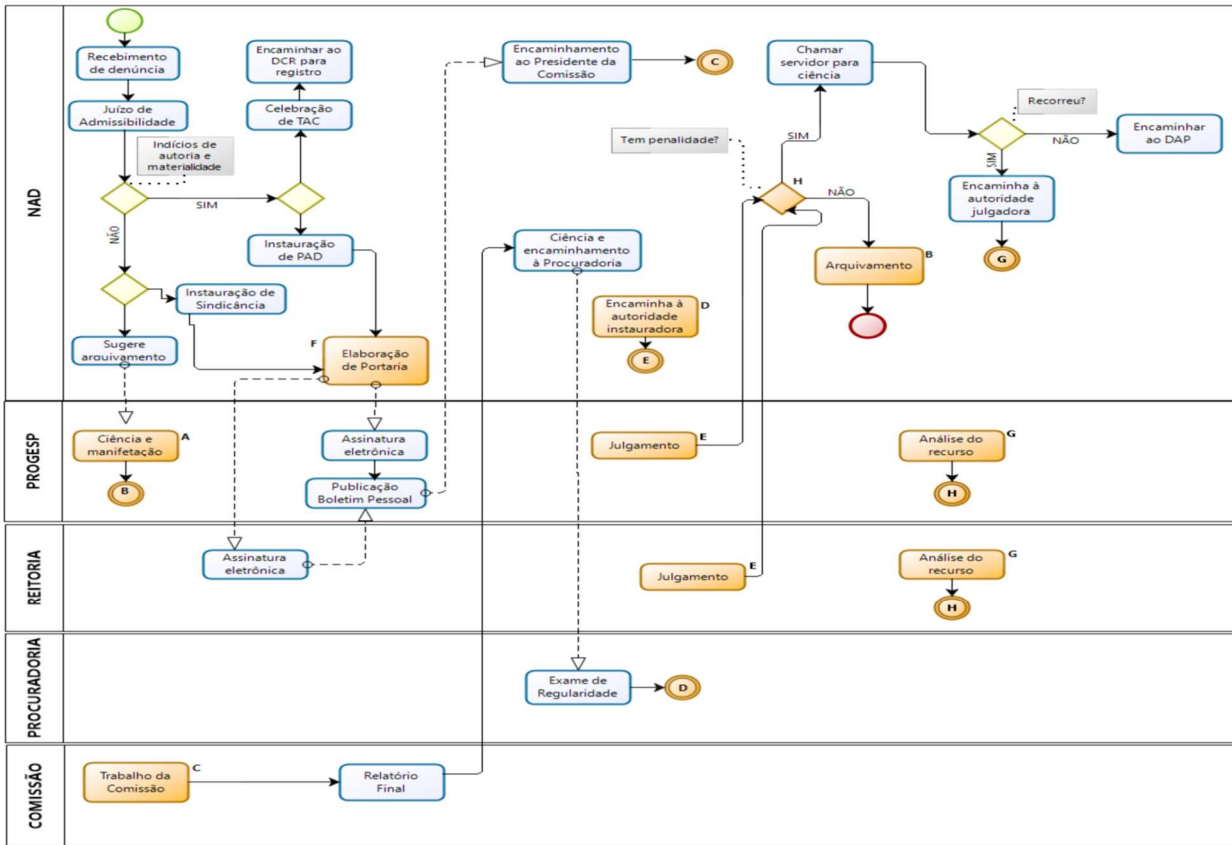 NAD
Recebimento
de denúncia
Juízo de
Admissibilidade
Indícios de
autoria e
materialidade
SIM
NÃO
Encaminhar ao
DCR para
registro
Celebração
de TAC
Instauração
de PAD
Instauração de
Sindicância
Sugere
arquivamento
F
Elaboração
de Portaria
Encaminhamento
ao Presidente da
Comissão
C
Ciência e
encaminhamento
à Procuradoria
Encaminha à
autoridade
instauradora
D
E
Chamar
servidor para
ciência
Tem penalidade?
SIM
H
NÃO
Arquivamento
B
Recorreu?
NÃO
SIM
Encaminhar
ao DAP
Encaminha à
autoridade
julgadora
G
PROGESP
Ciência e
manifetação
A
B
Assinatura
eletrônica
Publicação
Boletim Pessoal
Julgamento
E
Análise do
recurso
G
H
REITORIA
Assinatura
eletrônica
Julgamento
E
Análise do
recurso
G
H
PROCURADORIA
Exame de
Regularidade
D
COMISSÃO
Trabalho da
Comissão
C
Relatório
Final